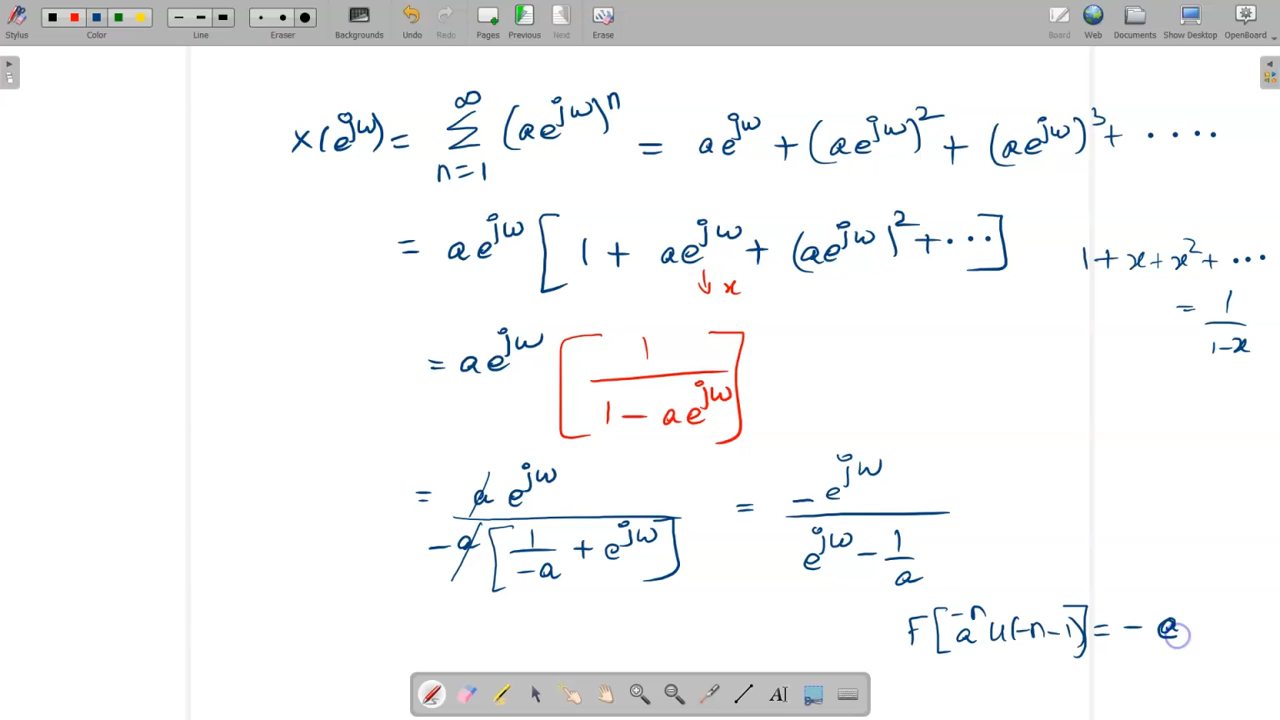 Stylus Color Line Eraser Backgrounds Undo Redo Pages Previous Next Erase Board Web Documents Show Desktop OpenBoard
X(e^{jω}) = ∑_{n=1}^{∞} (ae^{jω})^n = ae^{jω} + (ae^{jω})^2 + (ae^{jω})^3 + ....
= ae^{jω} [1 + ae^{jω} + (ae^{jω})^2 + ...]
↓ x
1 + x + x^2 + ...
= 1/(1-x)
= ae^{jω} [1/(1 - ae^{jω})]
= a e^{jω} / -a[1/-a + e^{jω}] = -e^{jω} / (e^{jω} - 1/a)
F[a^{-n} u(-n-1)] = - e